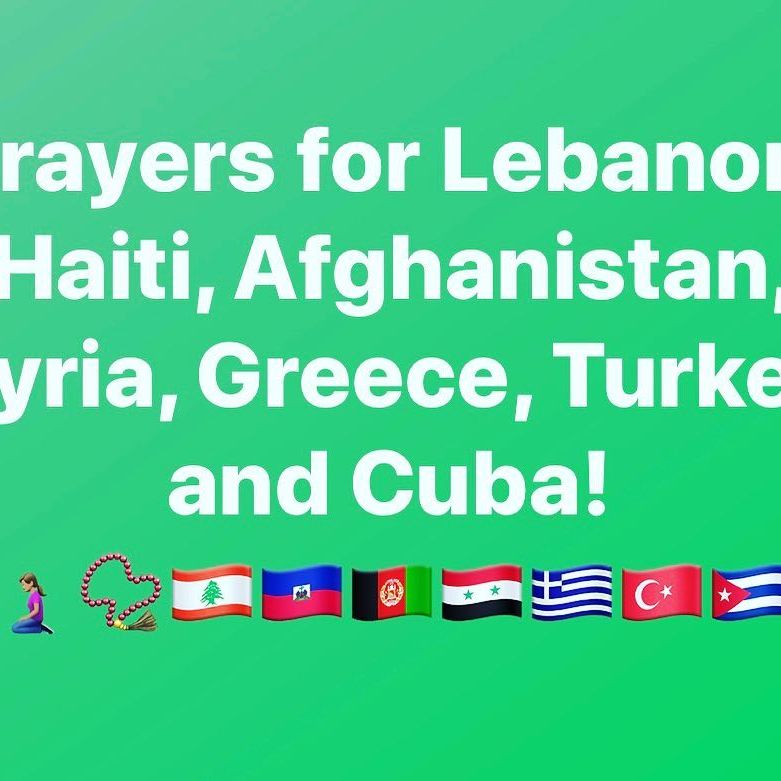 rayers for Lebanon
Haiti, Afghanistan,
yria, Greece, Turke
and Cuba!